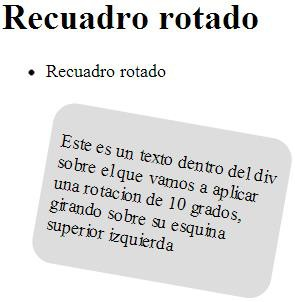 Recuadro rotado
Recuadro rotado
Este es un texto dentro del div
sobre el que vamos a aplicar
una rotacion de 10 grados,
girando sobre su esquina
superior izquierda